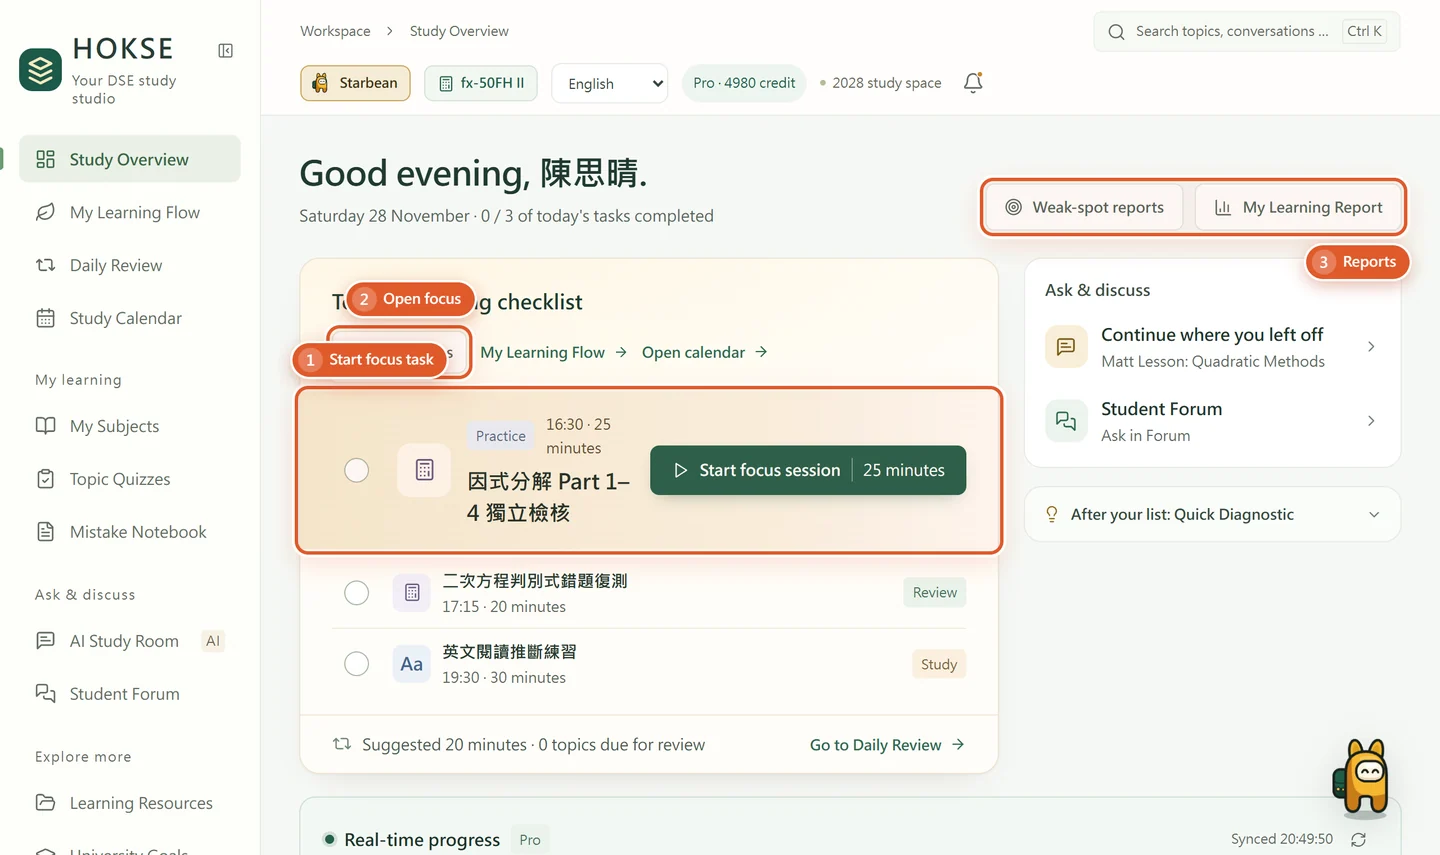 HOKSE
Your DSE study
studio
Study Overview
My Learning Flow
Daily Review
Study Calendar
My learning
My Subjects
Topic Quizzes
Mistake Notebook
Ask & discuss
AI Study Room AI
Student Forum
Explore more
Learning Resources
University Goals
Workspace > Study Overview
Search topics, conversations ... Ctrl K
Starbean
fx-50FH II
English
Pro · 4980 credit
2028 study space
Good evening, 陳思晴.
Saturday 28 November · 0 / 3 of today's tasks completed
Weak-spot reports
My Learning Report
3 Reports
2 Open focus
checklist
1 Start focus task
My Learning Flow →
Open calendar →
Practice
16:30 · 25
minutes
因式分解 Part 1–
4 獨立檢核
Start focus session | 25 minutes
二次方程判別式錯題復測
17:15 · 20 minutes
Review
Aa
英文閱讀推斷練習
19:30 · 30 minutes
Study
Suggested 20 minutes · 0 topics due for review
Go to Daily Review →
Ask & discuss
Continue where you left off
Matt Lesson: Quadratic Methods
Student Forum
Ask in Forum
After your list: Quick Diagnostic
Real-time progress Pro
Synced 20:49:50